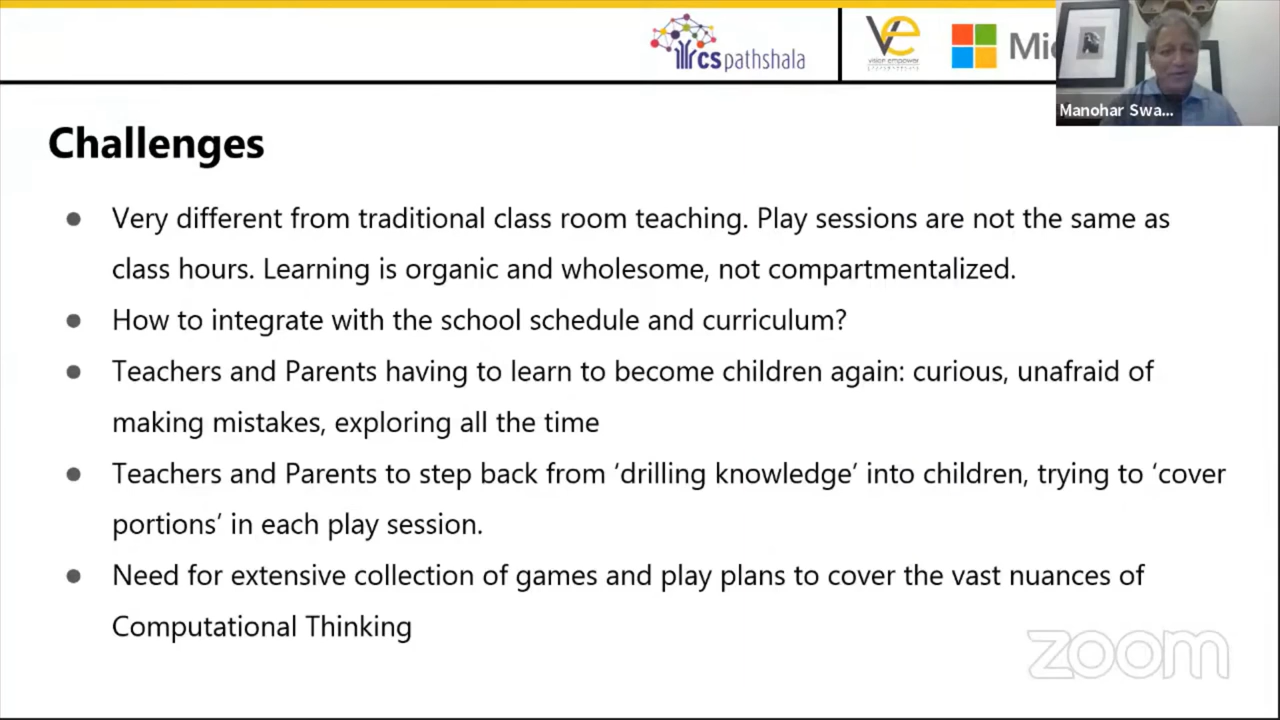 cspathshala
vision empower
Mic
Manohar Swa...
Challenges
● Very different from traditional class room teaching. Play sessions are not the same as
class hours. Learning is organic and wholesome, not compartmentalized.
● How to integrate with the school schedule and curriculum?
● Teachers and Parents having to learn to become children again: curious, unafraid of
making mistakes, exploring all the time
● Teachers and Parents to step back from ‘drilling knowledge’ into children, trying to ‘cover
portions’ in each play session.
● Need for extensive collection of games and play plans to cover the vast nuances of
Computational Thinking
zoom